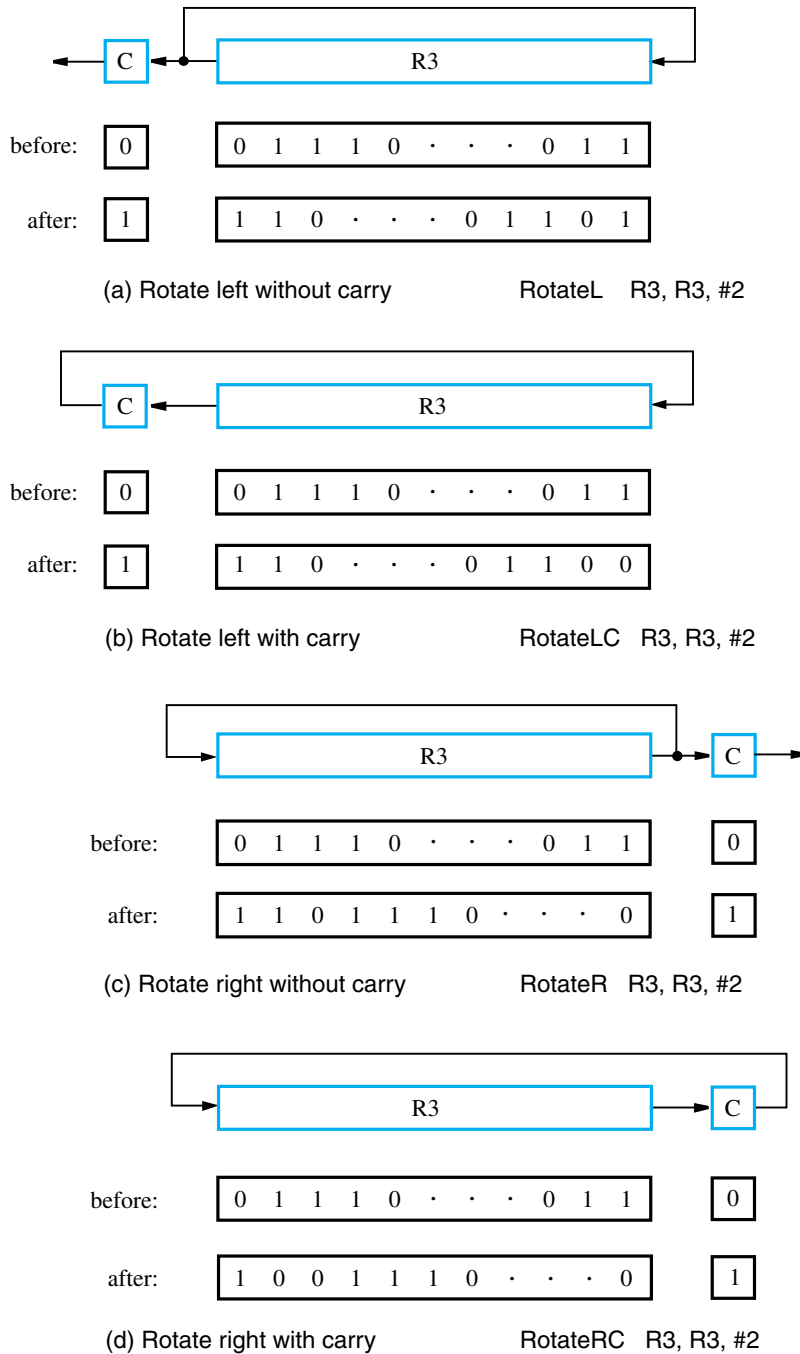 C R3
before: 0 0 1 1 1 0 · · · 0 1 1
after: 1 1 1 0 · · · 0 1 1 0 1
(a) Rotate left without carry RotateL R3, R3, #2
C R3
before: 0 0 1 1 1 0 · · · 0 1 1
after: 1 1 1 0 · · · 0 1 1 0 0
(b) Rotate left with carry RotateLC R3, R3, #2
R3 C
before: 0 1 1 1 0 · · · 0 1 1 0
after: 1 1 0 1 1 1 0 · · · 0 1
(c) Rotate right without carry RotateR R3, R3, #2
R3 C
before: 0 1 1 1 0 · · · 0 1 1 0
after: 1 0 0 1 1 1 0 · · · 0 1
(d) Rotate right with carry RotateRC R3, R3, #2